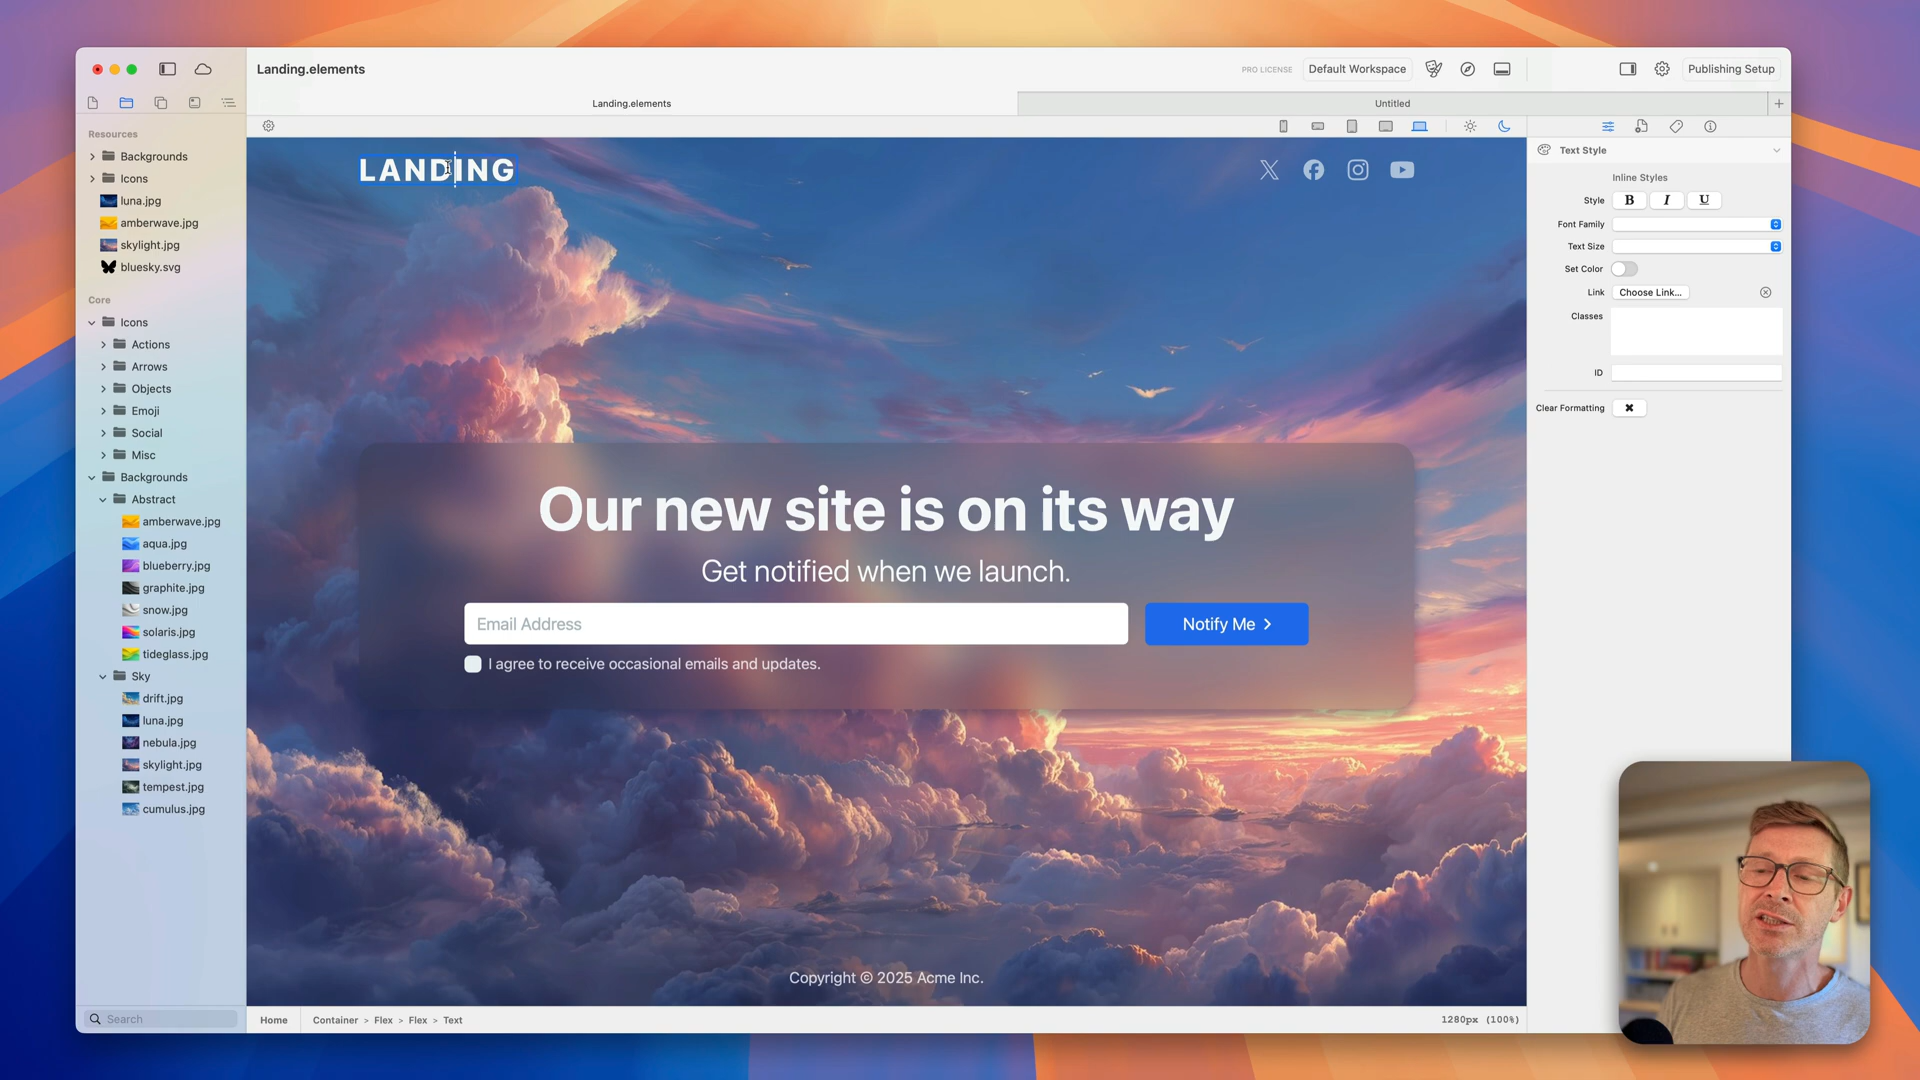 Landing.elements
PRO LICENSE
Default Workspace
Publishing Setup
Landing.elements
Untitled
Resources
Backgrounds
Icons
luna.jpg
amberwave.jpg
skylight.jpg
bluesky.svg
Core
Icons
Actions
Arrows
Objects
Emoji
Social
Misc
Backgrounds
Abstract
amberwave.jpg
aqua.jpg
blueberry.jpg
graphite.jpg
snow.jpg
solaris.jpg
tideglass.jpg
Sky
drift.jpg
luna.jpg
nebula.jpg
skylight.jpg
tempest.jpg
cumulus.jpg
Search
LANDING
Our new site is on its way
Get notified when we launch.
Email Address
Notify Me
I agree to receive occasional emails and updates.
Copyright © 2025 Acme Inc.
Home
Container > Flex > Flex > Text
1280px (100%)
Text Style
Inline Styles
Style B I U
Font Family
Text Size
Set Color
Link Choose Link...
Classes
ID
Clear Formatting